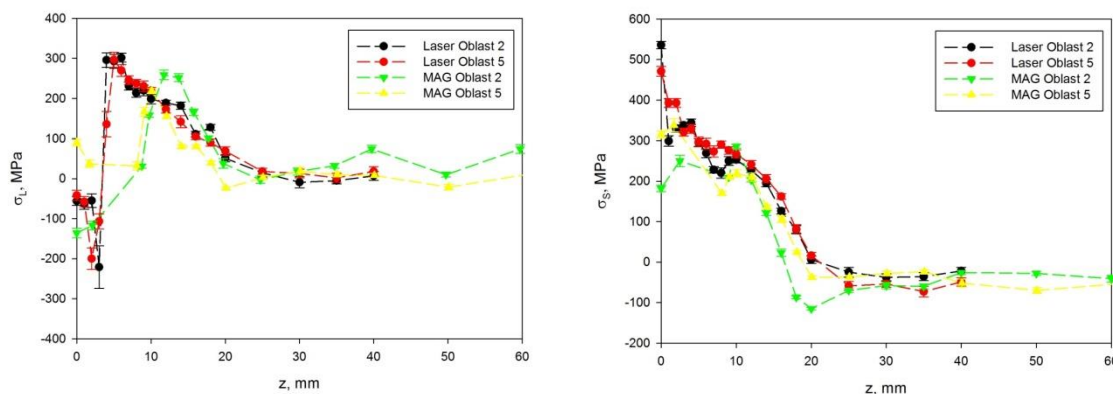 400
300
200
100
0
-100
-200
-300
-400
σL, MPa
0 10 20 30 40 50 60
z, mm
Laser Oblast 2
Laser Oblast 5
MAG Oblast 2
MAG Oblast 5
600
500
400
300
200
100
0
-100
-200
σS, MPa
0 10 20 30 40 50 60
z, mm
Laser Oblast 2
Laser Oblast 5
MAG Oblast 2
MAG Oblast 5